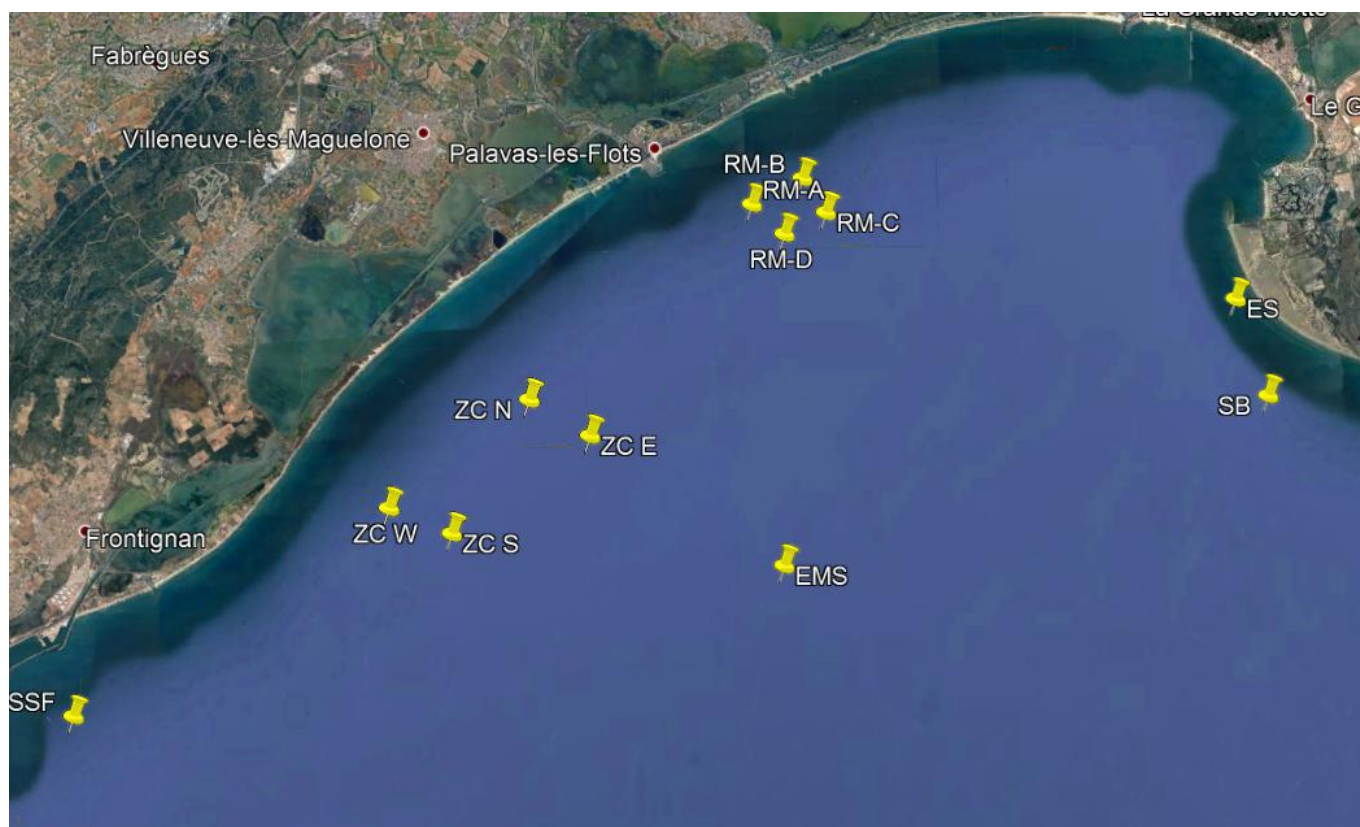 Fabrègues
Villeneuve-lès-Maguelone
Palavas-les-Flots
Le G
RM-B
RM-A
RM-C
RM-D
ES
SB
ZC N
ZC E
ZC W
ZC S
EMS
Frontignan
SSF